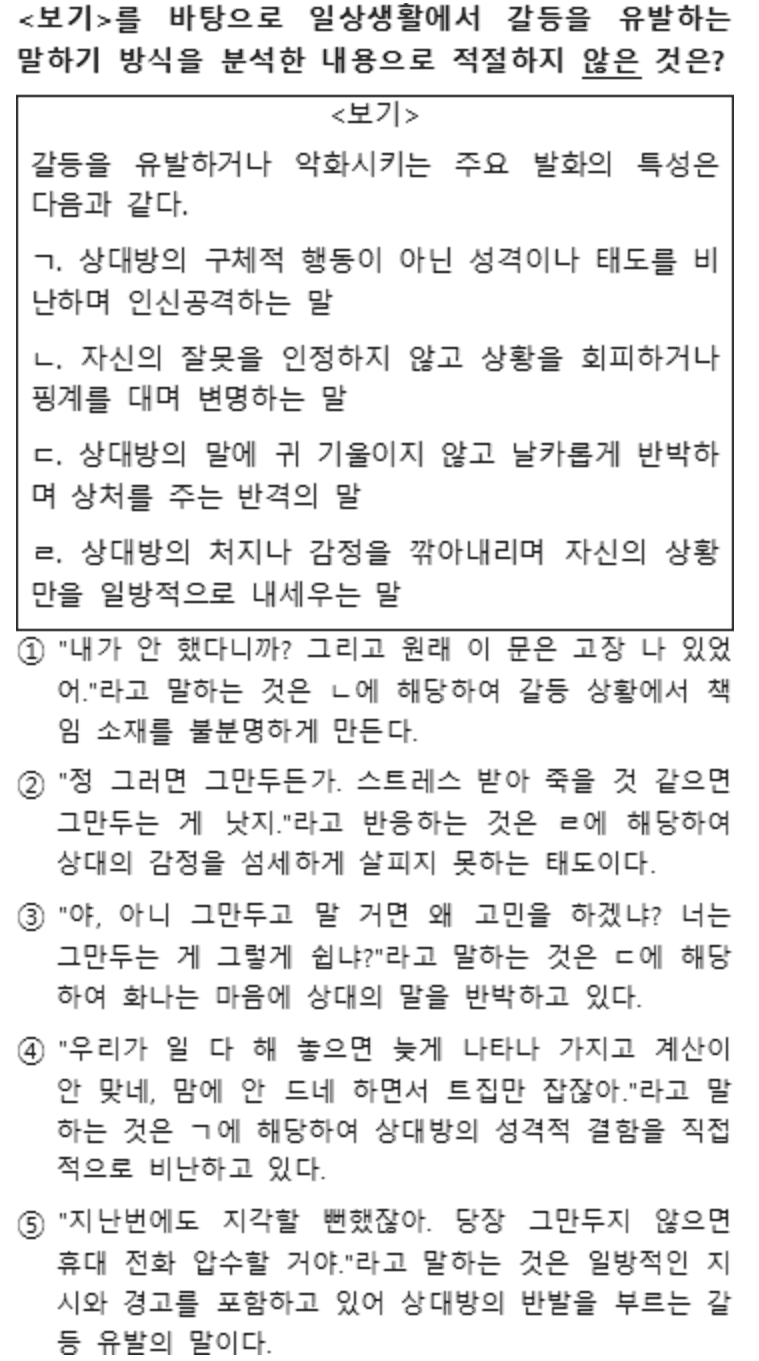 <보기>를 바탕으로 일상생활에서 갈등을 유발하는
말하기 방식을 분석한 내용으로 적절하지 않은 것은?
<보기>
갈등을 유발하거나 악화시키는 주요 발화의 특성은
다음과 같다.
ㄱ. 상대방의 구체적 행동이 아닌 성격이나 태도를 비
난하며 인신공격하는 말
ㄴ. 자신의 잘못을 인정하지 않고 상황을 회피하거나
핑계를 대며 변명하는 말
ㄷ. 상대방의 말에 귀 기울이지 않고 날카롭게 반박하
며 상처를 주는 반격의 말
ㄹ. 상대방의 처지나 감정을 깎아내리며 자신의 상황
만을 일방적으로 내세우는 말
① "내가 안 했다니까? 그리고 원래 이 문은 고장 나 있었
어."라고 말하는 것은 ㄴ에 해당하여 갈등 상황에서 책
임 소재를 불분명하게 만든다.
② "정 그러면 그만두든가. 스트레스 받아 죽을 것 같으면
그만두는 게 낫지."라고 반응하는 것은 ㄹ에 해당하여
상대의 감정을 섬세하게 살피지 못하는 태도이다.
③ "야, 아니 그만두고 말 거면 왜 고민을 하겠냐? 너는
그만두는 게 그렇게 쉽냐?"라고 말하는 것은 ㄷ에 해당
하여 화나는 마음에 상대의 말을 반박하고 있다.
④ "우리가 일 다 해 놓으면 늦게 나타나 가지고 계산이
안 맞네, 맘에 안 드네 하면서 트집만 잡잖아."라고 말
하는 것은 ㄱ에 해당하여 상대방의 성격적 결함을 직접
적으로 비난하고 있다.
⑤ "지난번에도 지각할 뻔했잖아. 당장 그만두지 않으면
휴대 전화 압수할 거야."라고 말하는 것은 일방적인 지
시와 경고를 포함하고 있어 상대방의 반발을 부르는 갈
등 유발의 말이다.